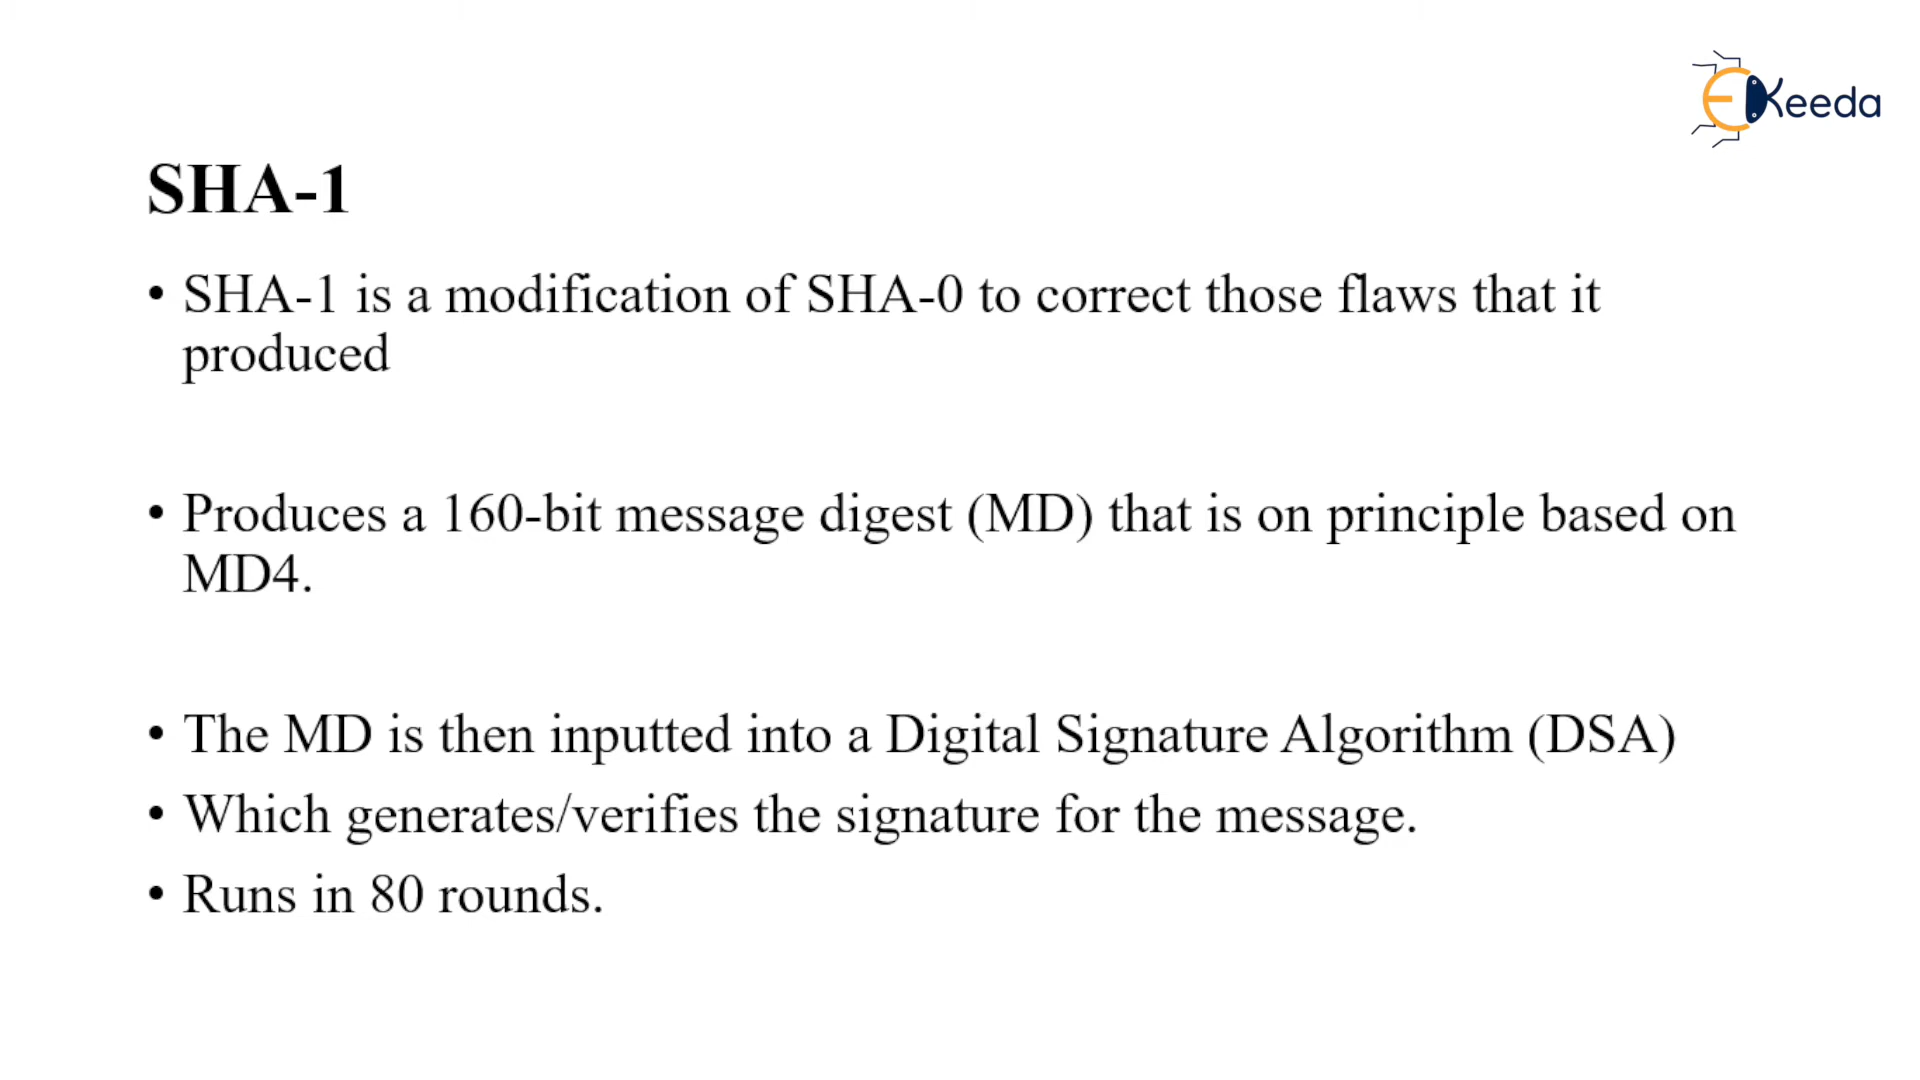 EKeeda
SHA-1
• SHA-1 is a modification of SHA-0 to correct those flaws that it
produced
• Produces a 160-bit message digest (MD) that is on principle based on
MD4.
• The MD is then inputted into a Digital Signature Algorithm (DSA)
• Which generates/verifies the signature for the message.
• Runs in 80 rounds.